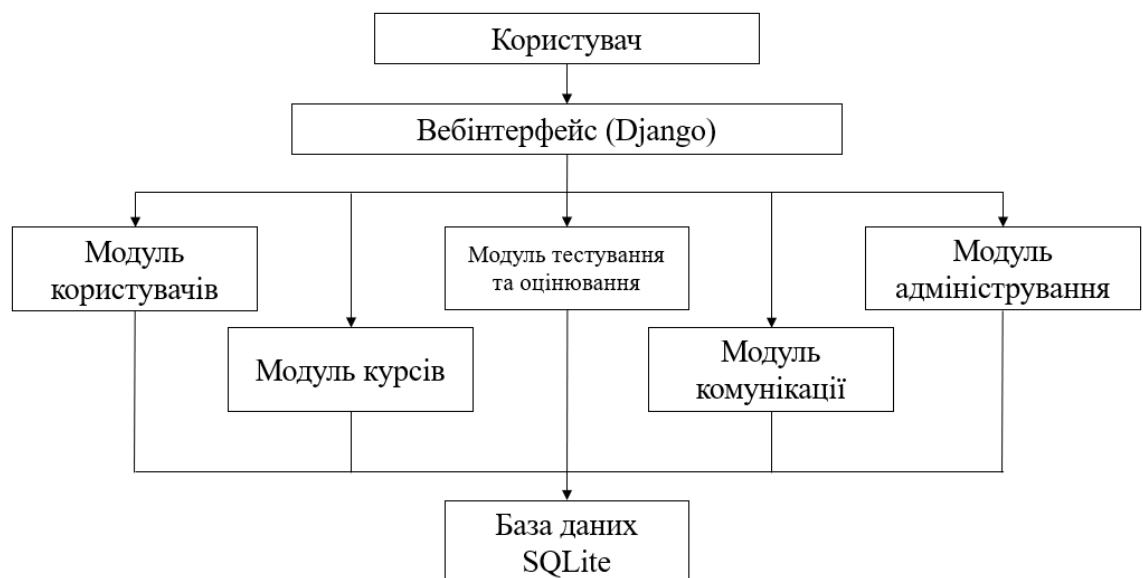 Користувач
Вебінтерфейс (Django)
Модуль
користувачів
Модуль тестування
та оцінювання
Модуль
адміністрування
Модуль курсів
Модуль
комунікації
База даних
SQLite